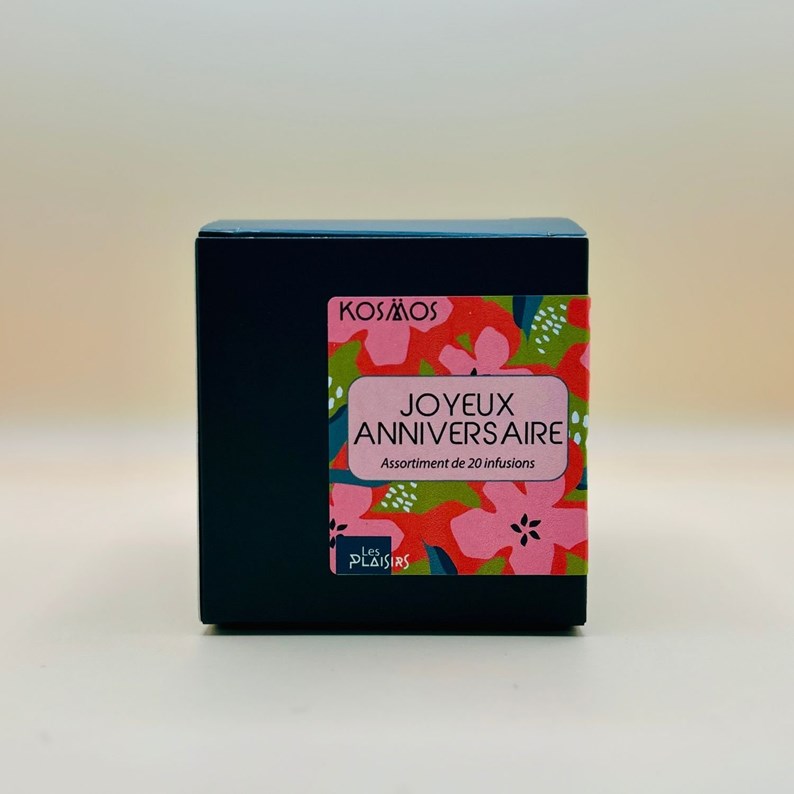 KOSMOS
JOYEUX
ANNIVERSAIRE
Assortiment de 20 infusions
Les
PLAISIRS